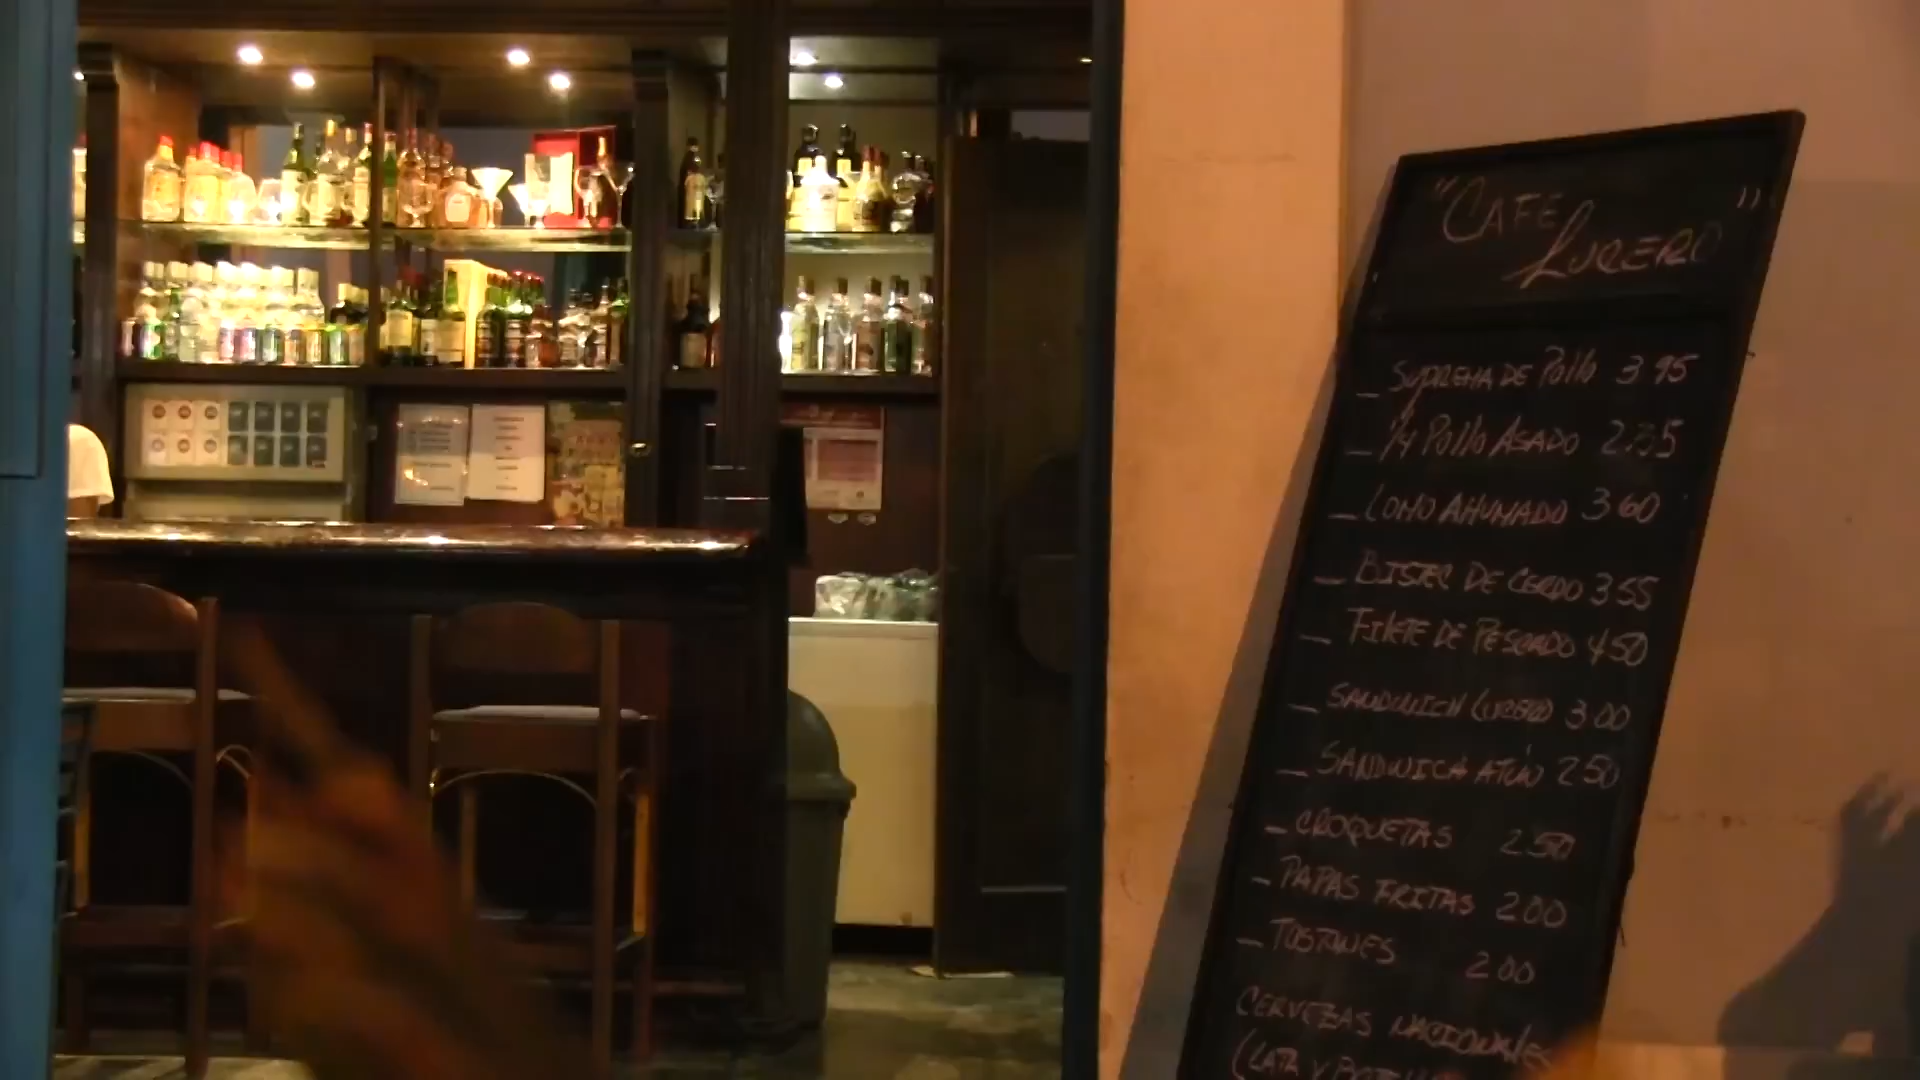 "CAFE
LUCERO"
_ SUPREMA DE Pollo 3 95
_ 1/4 Pollo ASADO 2.35
_ LOMO AHUMADO 3 60
_ BISTEC DE CERDO 3 55
_ FILETE DE PESCADO 4 50
_ SANDWICH LUCERO 3 00
_ SANDWICH ATÚN 2 50
_ CROQUETAS 2 50
_ PAPAS FRITAS 2 00
_ TOSTONES 2 00
CERVEZAS NACIONALES
(LATA Y